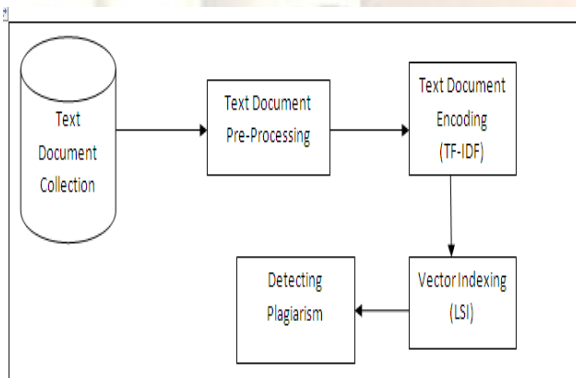 Text
Document
Collection
Text Document
Pre-Processing
Text Document
Encoding
(TF-IDF)
Vector Indexing
(LSI)
Detecting
Plagiarism